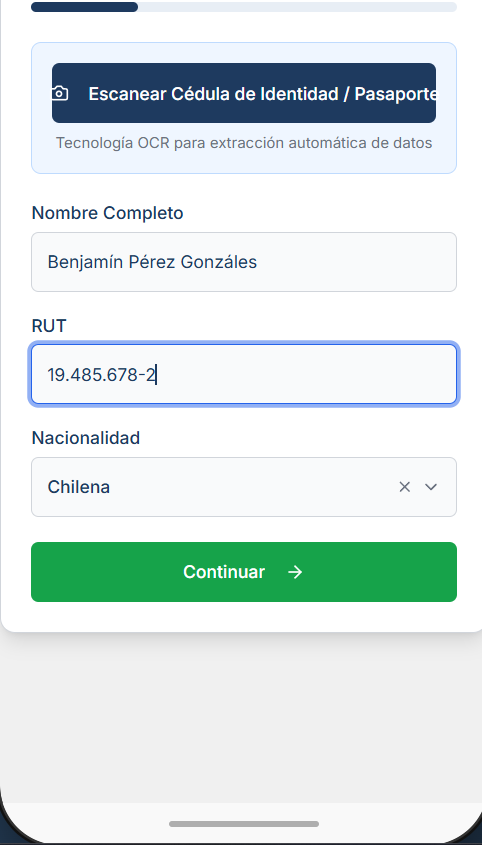 Escanear Cédula de Identidad / Pasaporte
Tecnología OCR para extracción automática de datos
Nombre Completo
Benjamín Pérez Gonzáles
RUT
19.485.678-2
Nacionalidad
Chilena
Continuar